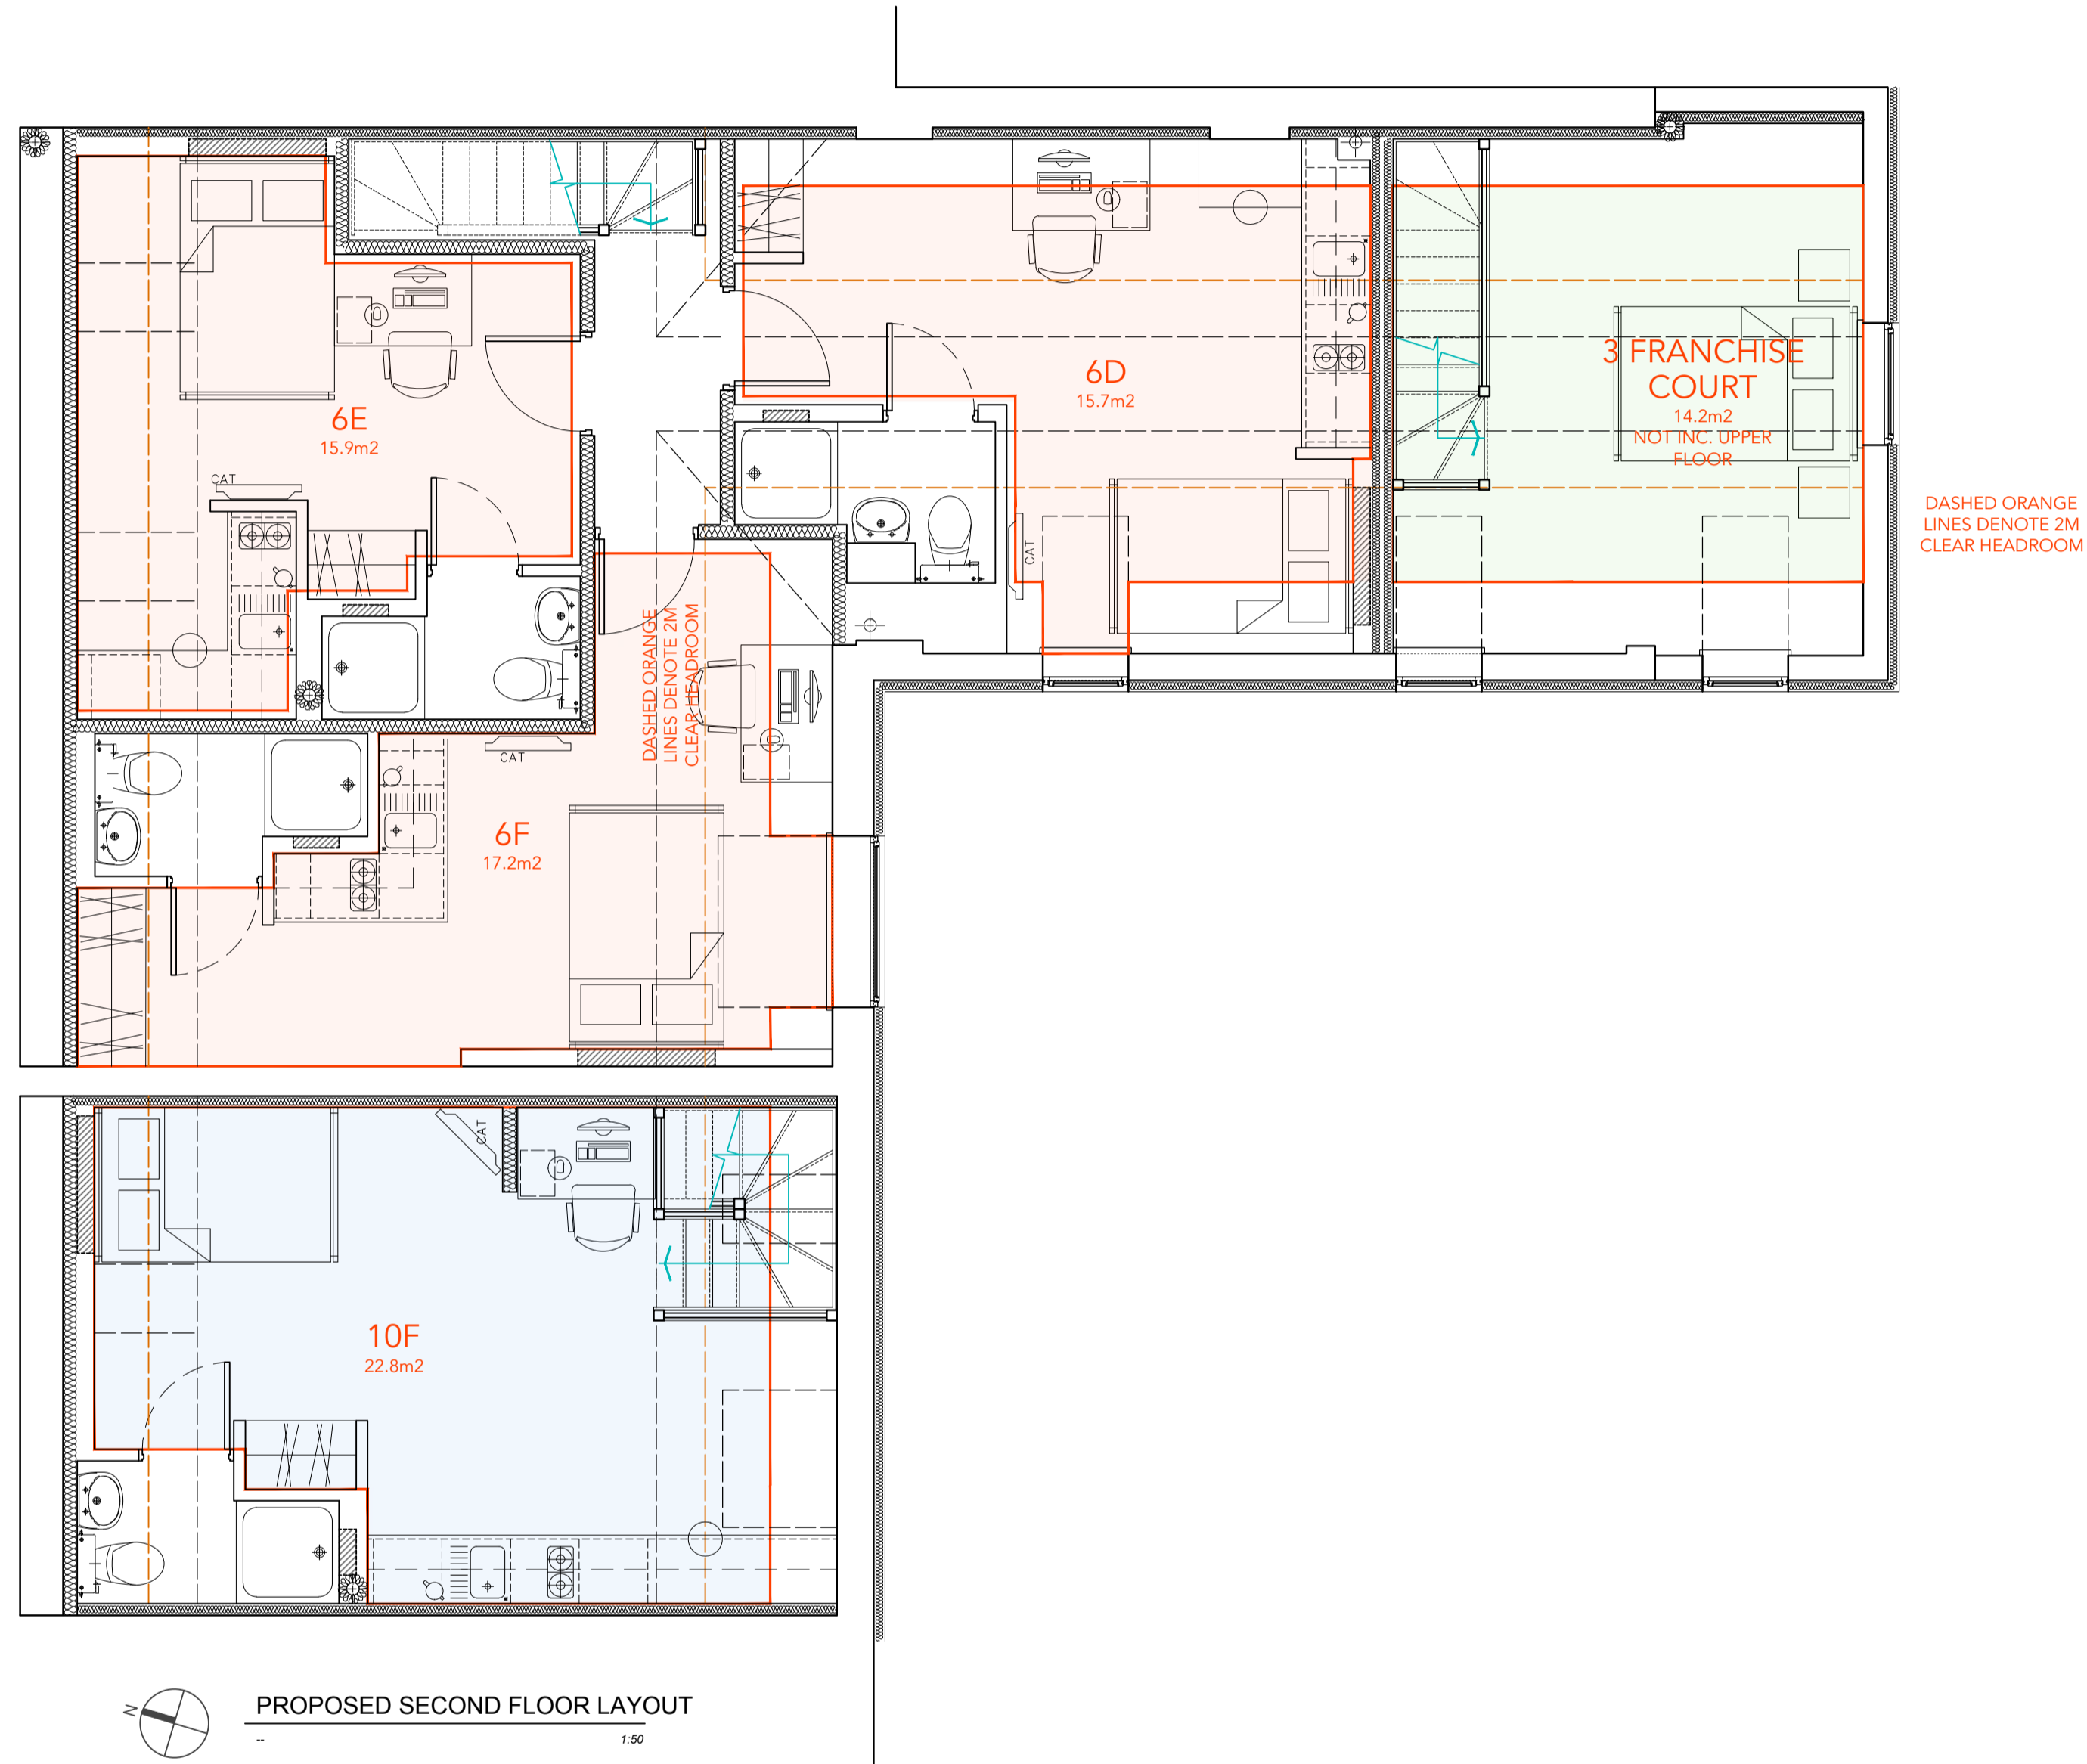 6E
15.9m2
CAT
6D
15.7m2
CAT
3 FRANCHISE
COURT
14.2m2
NOT INC. UPPER
FLOOR
DASHED ORANGE
LINES DENOTE 2M
CLEAR HEADROOM
DASHED ORANGE
LINES DENOTE 2M
CLEAR HEADROOM
CAT
6F
17.2m2
CAT
10F
22.8m2
N
PROPOSED SECOND FLOOR LAYOUT
--
1:50